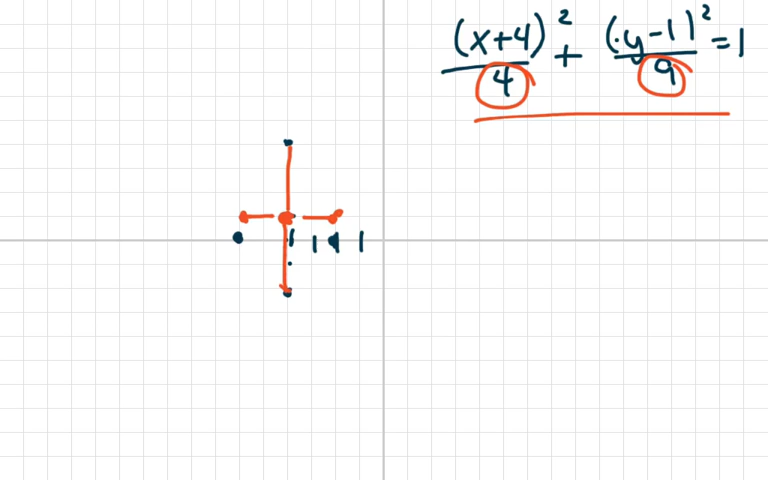 (x+4)²/4 + (y-1)²/9 = 1